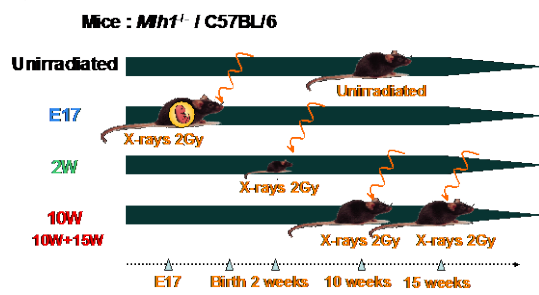 Mice : Mlh1-/- / C57BL/6
Unirradiated
Unirradiated
E17
X-rays 2Gy
2W
X-rays 2Gy
10W
10W+15W
X-rays 2Gy X-rays 2Gy
E17 Birth 2 weeks 10 weeks 15 weeks